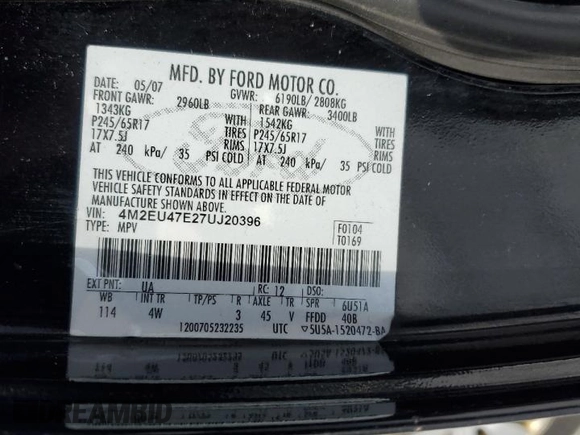 MFD. BY FORD MOTOR CO.
DATE: 05/07 GVWR: 6190LB/ 2808KG
FRONT GAWR: 2960LB REAR GAWR: 3400LB
1343KG WITH 1542KG WITH
P245/65R17 TIRES P245/65R17 TIRES
17X7.5J RIMS 17X7.5J RIMS
AT 240 kPa/ 35 PSI COLD AT 240 kPa/ 35 PSI COLD
THIS VEHICLE CONFORMS TO ALL APPLICABLE FEDERAL MOTOR
VEHICLE SAFETY STANDARDS IN EFFECT ON THE DATE OF
MANUFACTURE SHOWN ABOVE.
VIN: 4M2EU47E27UJ20396 F0104
TYPE: MPV T0169
EXT PNT: UA RC: 12 DSO:
WB INT TR TP/PS R AXLE TR SPR 6U51A
114 4W 3 45 V FFDD 40B
1200705232235 UTC 5U5A-1520472-BA
Ford